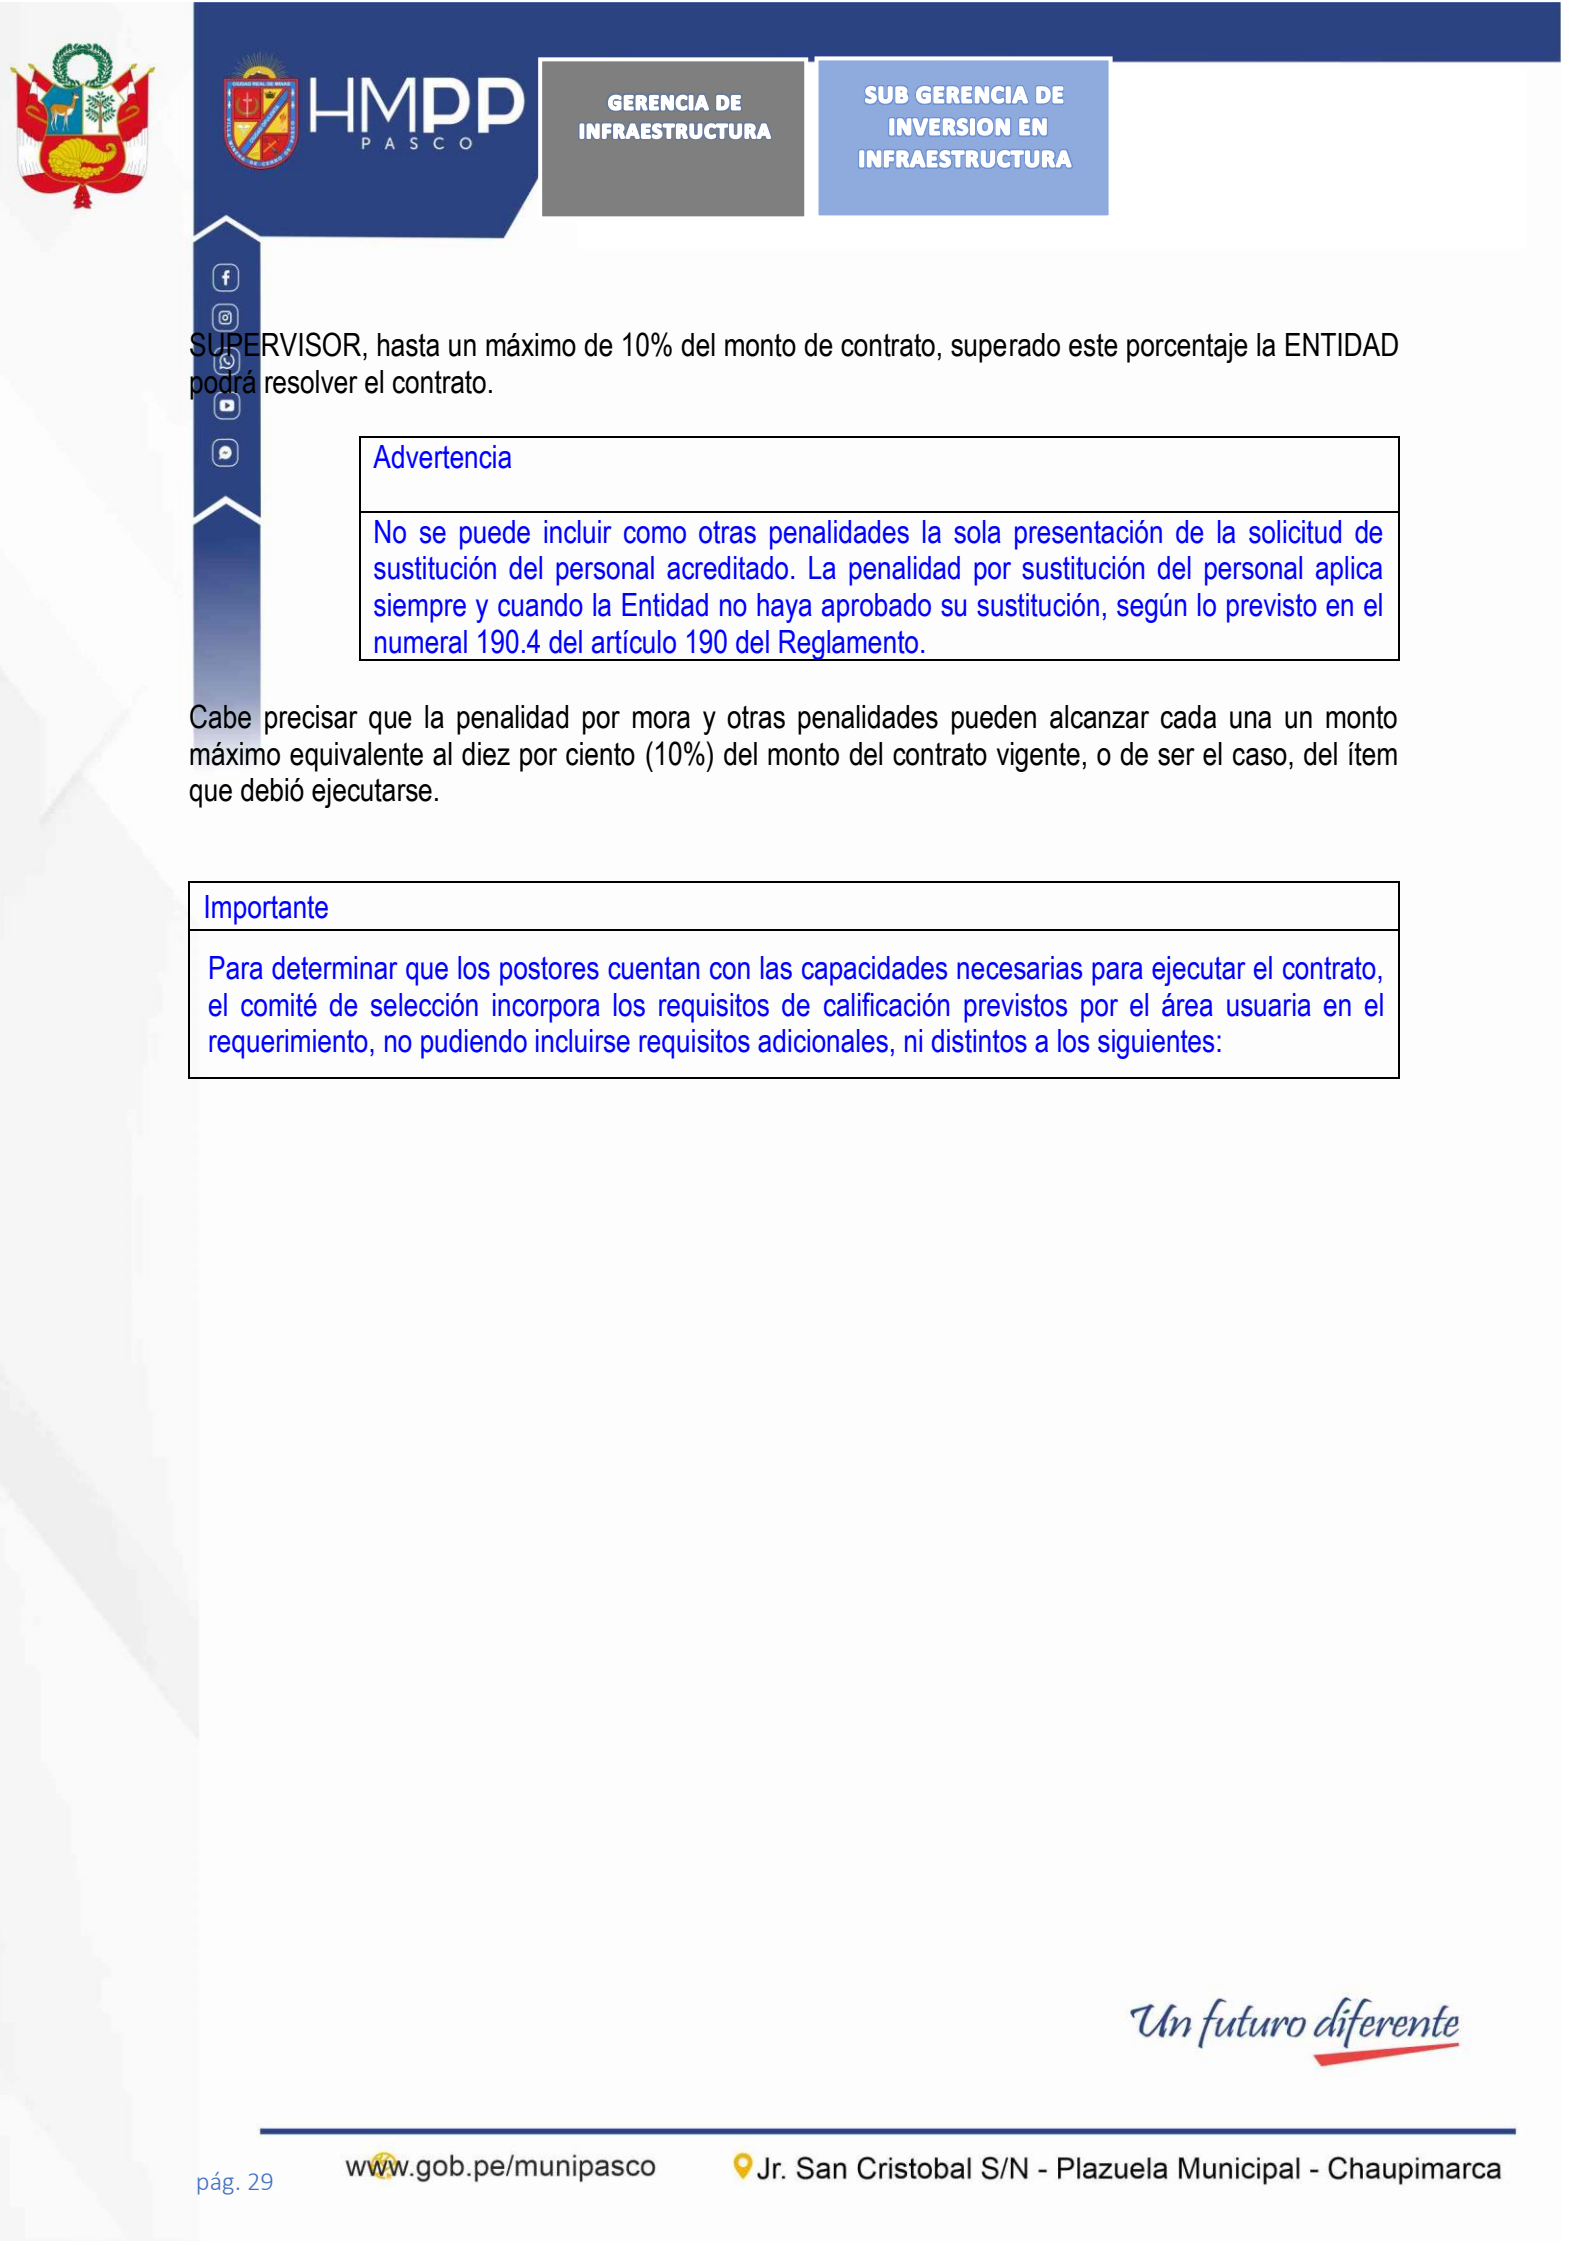 HMPP
PASCO
GERENCIA DE
INFRAESTRUCTURA
SUB GERENCIA DE
INVERSION EN
INFRAESTRUCTURA
SUPERVISOR, hasta un máximo de 10% del monto de contrato, superado este porcentaje la ENTIDAD
podrá resolver el contrato.
Advertencia
No se puede incluir como otras penalidades la sola presentación de la solicitud de
sustitución del personal acreditado. La penalidad por sustitución del personal aplica
siempre y cuando la Entidad no haya aprobado su sustitución, según lo previsto en el
numeral 190.4 del artículo 190 del Reglamento.
Cabe precisar que la penalidad por mora y otras penalidades pueden alcanzar cada una un monto
máximo equivalente al diez por ciento (10%) del monto del contrato vigente, o de ser el caso, del ítem
que debió ejecutarse.
Importante
Para determinar que los postores cuentan con las capacidades necesarias para ejecutar el contrato,
el comité de selección incorpora los requisitos de calificación previstos por el área usuaria en el
requerimiento, no pudiendo incluirse requisitos adicionales, ni distintos a los siguientes:
Un futuro diferente
www.gob.pe/munipasco
Jr. San Cristobal S/N - Plazuela Municipal - Chaupimarca
pág. 29